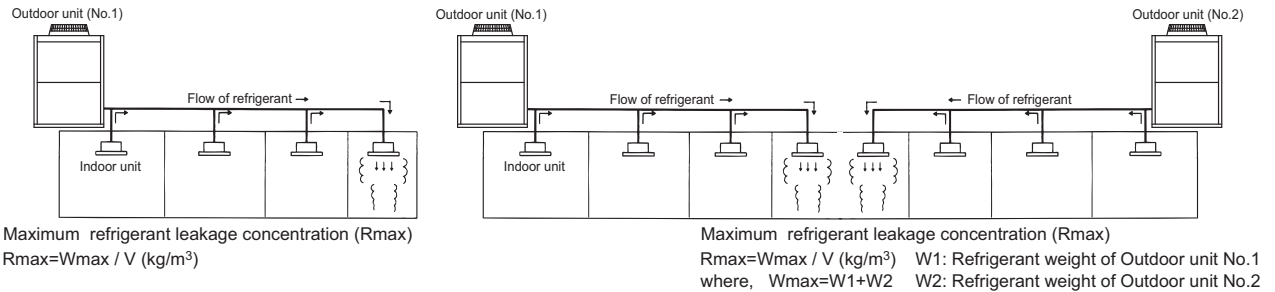 Outdoor unit (No.1)
Flow of refrigerant →
Indoor unit
Maximum refrigerant leakage concentration (Rmax)
Rmax=Wmax / V (kg/m³)
Outdoor unit (No.1)
Outdoor unit (No.2)
Flow of refrigerant →
← Flow of refrigerant
Indoor unit
Maximum refrigerant leakage concentration (Rmax)
Rmax=Wmax / V (kg/m³) W1: Refrigerant weight of Outdoor unit No.1
where, Wmax=W1+W2 W2: Refrigerant weight of Outdoor unit No.2